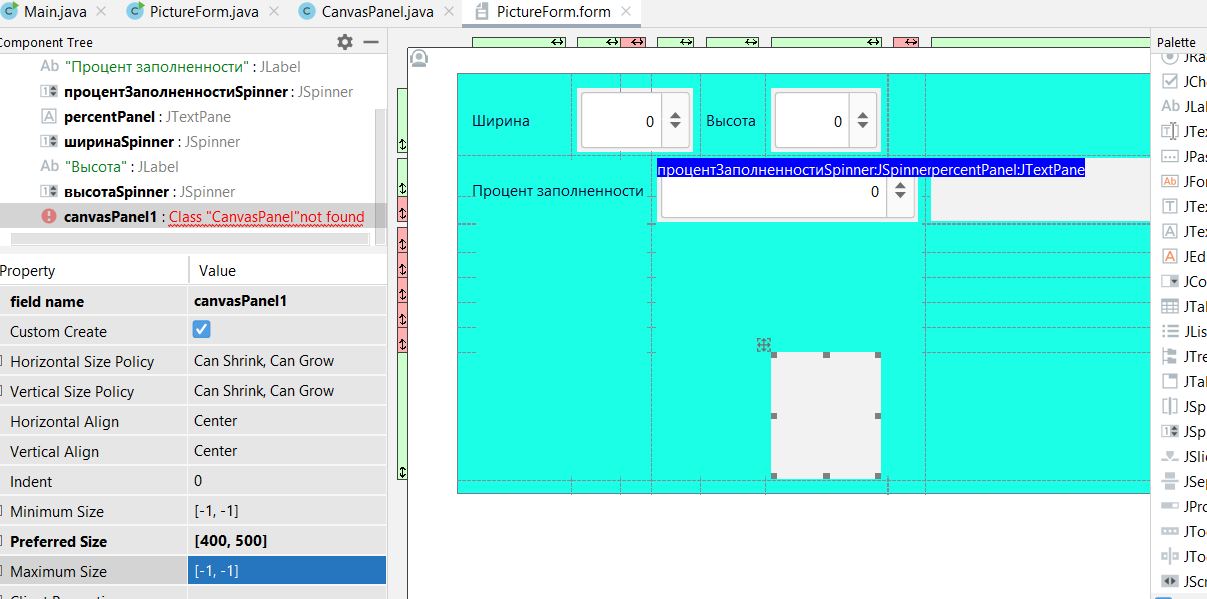 Main.java
PictureForm.java
CanvasPanel.java
PictureForm.form
Component Tree
Palette
Ab "Процент заполненности" : JLabel
процентЗаполненностиSpinner : JSpinner
percentPanel : JTextPane
ширинаSpinner : JSpinner
Ab "Высота" : JLabel
высотаSpinner : JSpinner
canvasPanel1 : Class "CanvasPanel"not found
Property Value
field name canvasPanel1
Custom Create
Horizontal Size Policy Can Shrink, Can Grow
Vertical Size Policy Can Shrink, Can Grow
Horizontal Align Center
Vertical Align Center
Indent 0
Minimum Size [-1, -1]
Preferred Size [400, 500]
Maximum Size [-1, -1]
Ширина 0 Высота 0
процентЗаполненностиSpinner:JSpinner percentPanel:JTextPane
Процент заполненности 0
JRa
JChe
JLa
JTe
JPa
JFo
JTe
JTe
JEd
JCo
JTa
JLis
JTre
JTa
JSp
JSp
JSli
JSe
JPro
JTo
JTo
JScr